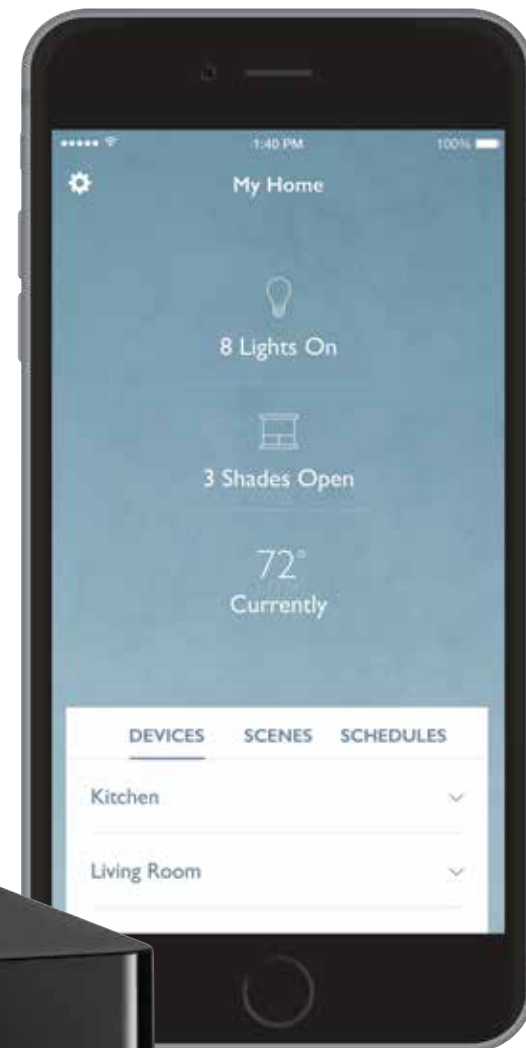 1:40 PM
100%
My Home
8 Lights On
3 Shades Open
72°
Currently
DEVICES SCENES SCHEDULES
Kitchen
Living Room